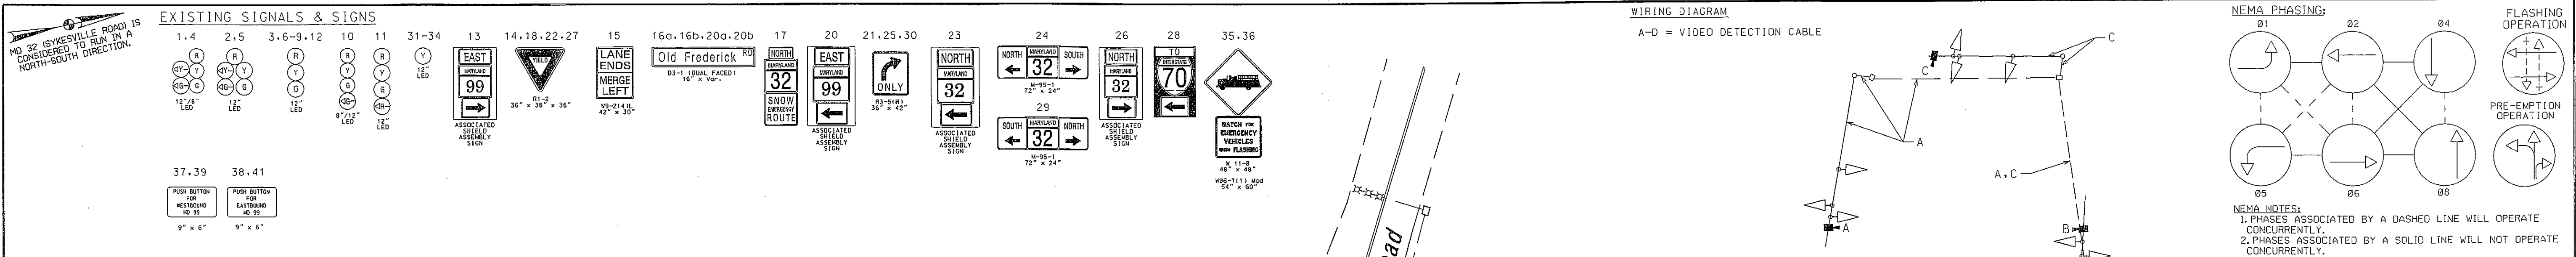 MD 32 (SYKESVILLE ROAD) IS
CONSIDERED TO RUN IN A
NORTH-SOUTH DIRECTION.
EXISTING SIGNALS & SIGNS
1.4
R
Y
Y
G
G
12"/8"
LED
2.5
R
Y
Y
G
G
12"
LED
3.6-9.12
R
Y
G
12"
LED
10
R
Y
G
G
8"/12"
LED
11
R
Y
G
R
12"
LED
31-34
Y
12"
LED
13
EAST
MARYLAND
99
ASSOCIATED
SHIELD
ASSEMBLY
SIGN
14.18.22.27
YIELD
R1-2
36" x 36" x 36"
15
LANE
ENDS
MERGE
LEFT
W9-2(4)L
42" x 30"
16a.16b.20a.20b
Old Frederick RD
D3-1 (DUAL FACED)
16" x Var.
17
NORTH
MARYLAND
32
SNOW
EMERGENCY
ROUTE
20
EAST
MARYLAND
99
ASSOCIATED
SHIELD
ASSEMBLY
SIGN
21.25.30
ONLY
R3-5(R)
36" x 42"
23
NORTH
MARYLAND
32
ASSOCIATED
SHIELD
ASSEMBLY
SIGN
24
NORTH MARYLAND SOUTH
32
M-95-1
72" x 24"
29
SOUTH MARYLAND NORTH
32
M-95-1
72" x 24"
26
NORTH
MARYLAND
32
ASSOCIATED
SHIELD
ASSEMBLY
SIGN
28
TO
INTERSTATE
70
35.36
WATCH FOR
EMERGENCY
VEHICLES
WHEN FLASHING
W 11-8
48" x 48"
W96-7(1) Mod
54" x 60"
37.39
PUSH BUTTON
FOR
WESTBOUND
MD 99
9" x 6"
38.41
PUSH BUTTON
FOR
EASTBOUND
MD 99
9" x 6"
WIRING DIAGRAM
A-D = VIDEO DETECTION CABLE
C
C
A
A,C
A
B
NEMA PHASING:
Ø1
Ø2
Ø4
Ø5
Ø6
Ø8
FLASHING
OPERATION
PRE-EMPTION
OPERATION
NEMA NOTES:
1. PHASES ASSOCIATED BY A DASHED LINE WILL OPERATE
CONCURRENTLY.
2. PHASES ASSOCIATED BY A SOLID LINE WILL NOT OPERATE
CONCURRENTLY.